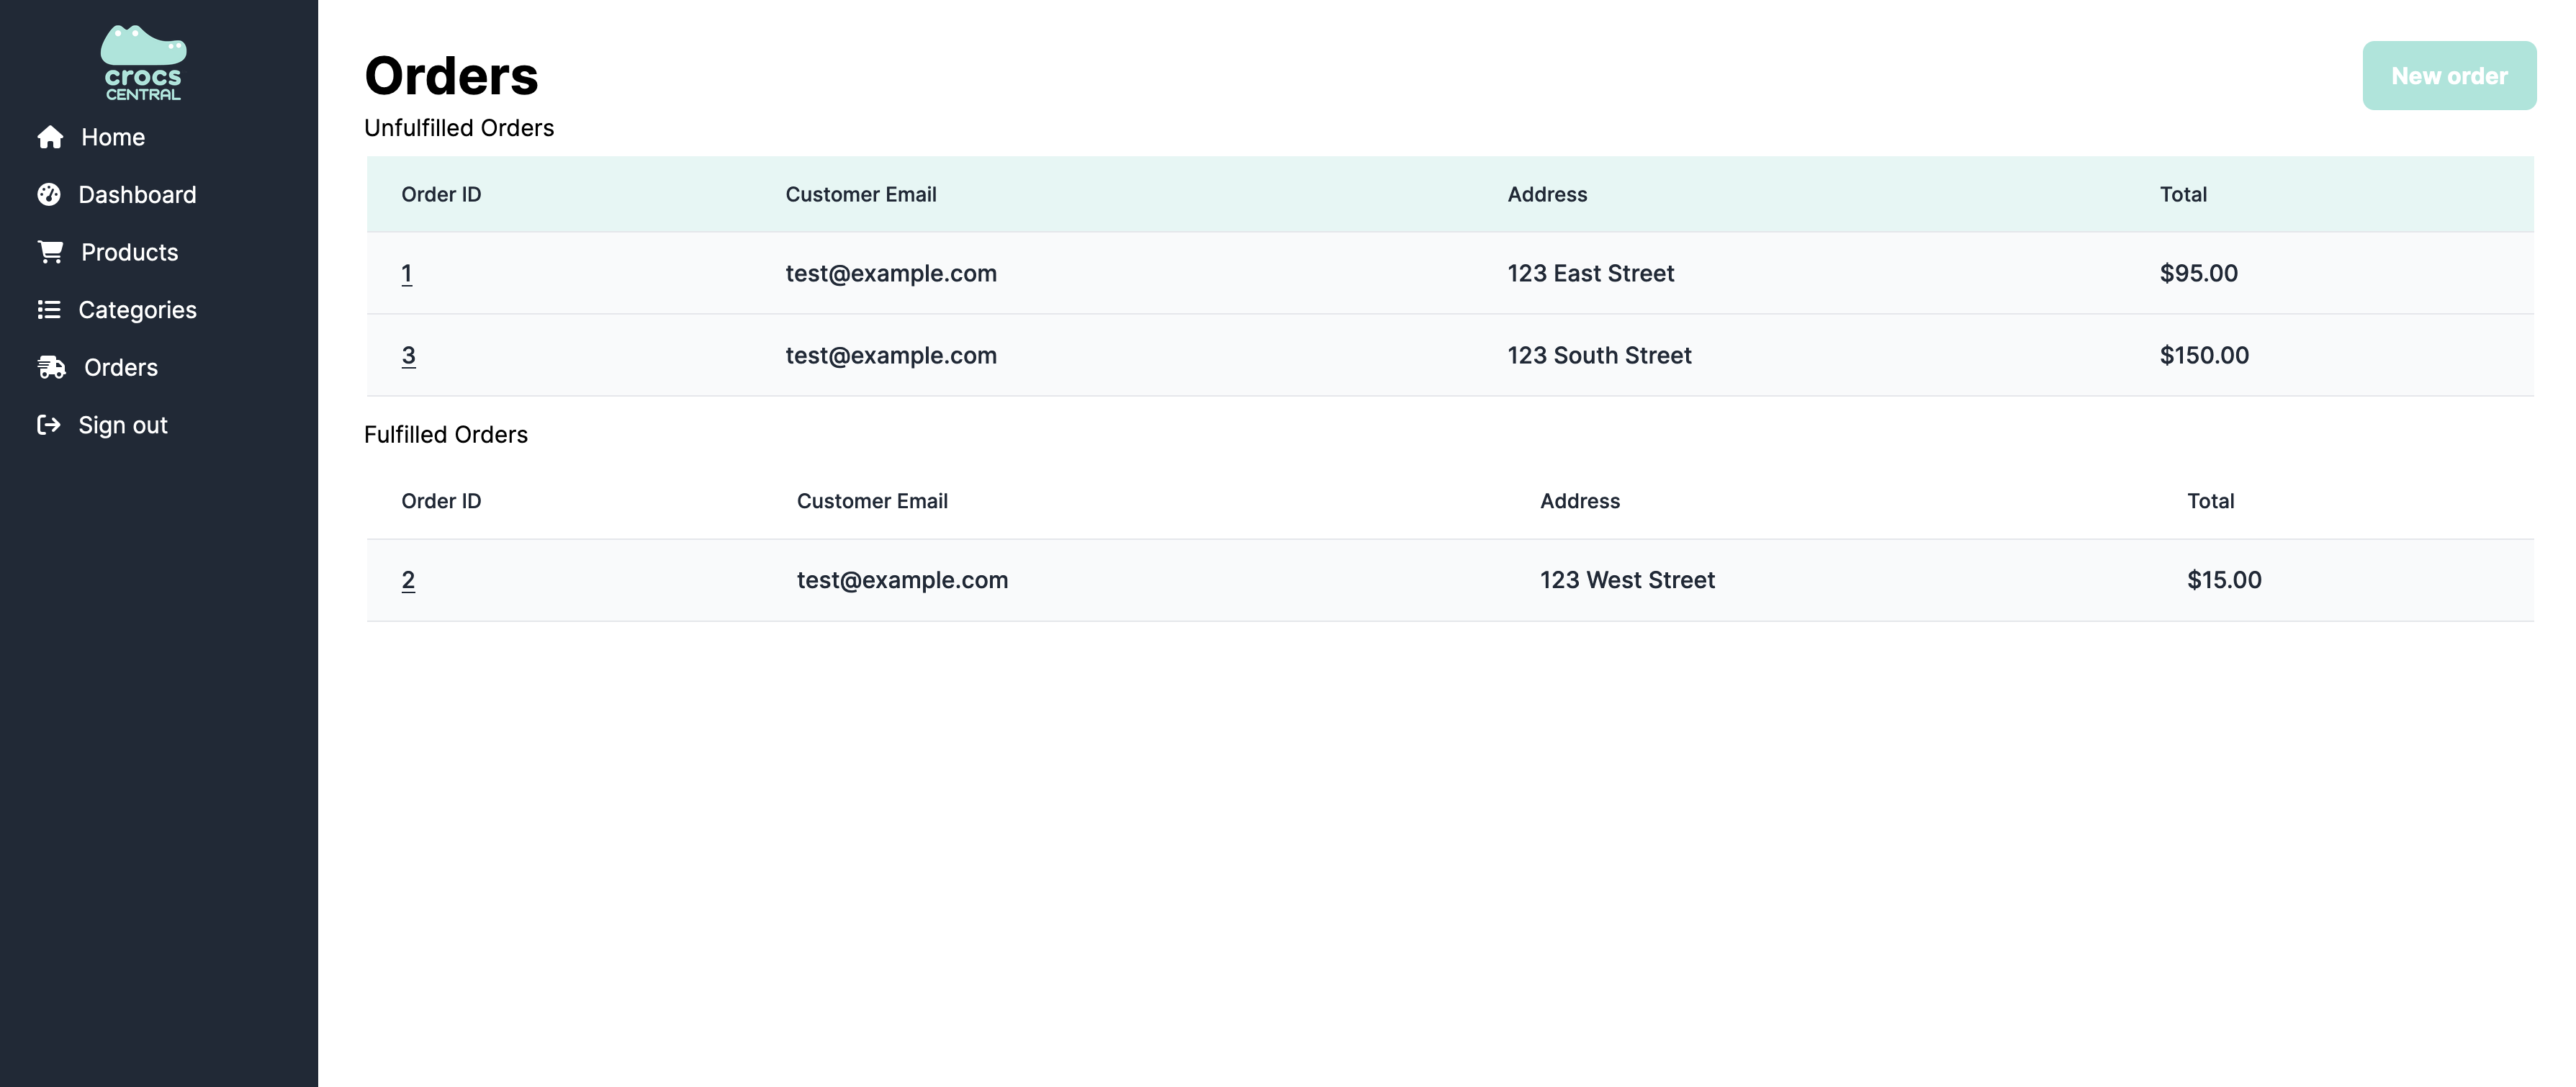 crocs
CENTRAL
Home
Dashboard
Products
Categories
Orders
Sign out
Orders
New order
Unfulfilled Orders
Order ID Customer Email Address Total
1 test@example.com 123 East Street $95.00
3 test@example.com 123 South Street $150.00
Fulfilled Orders
Order ID Customer Email Address Total
2 test@example.com 123 West Street $15.00